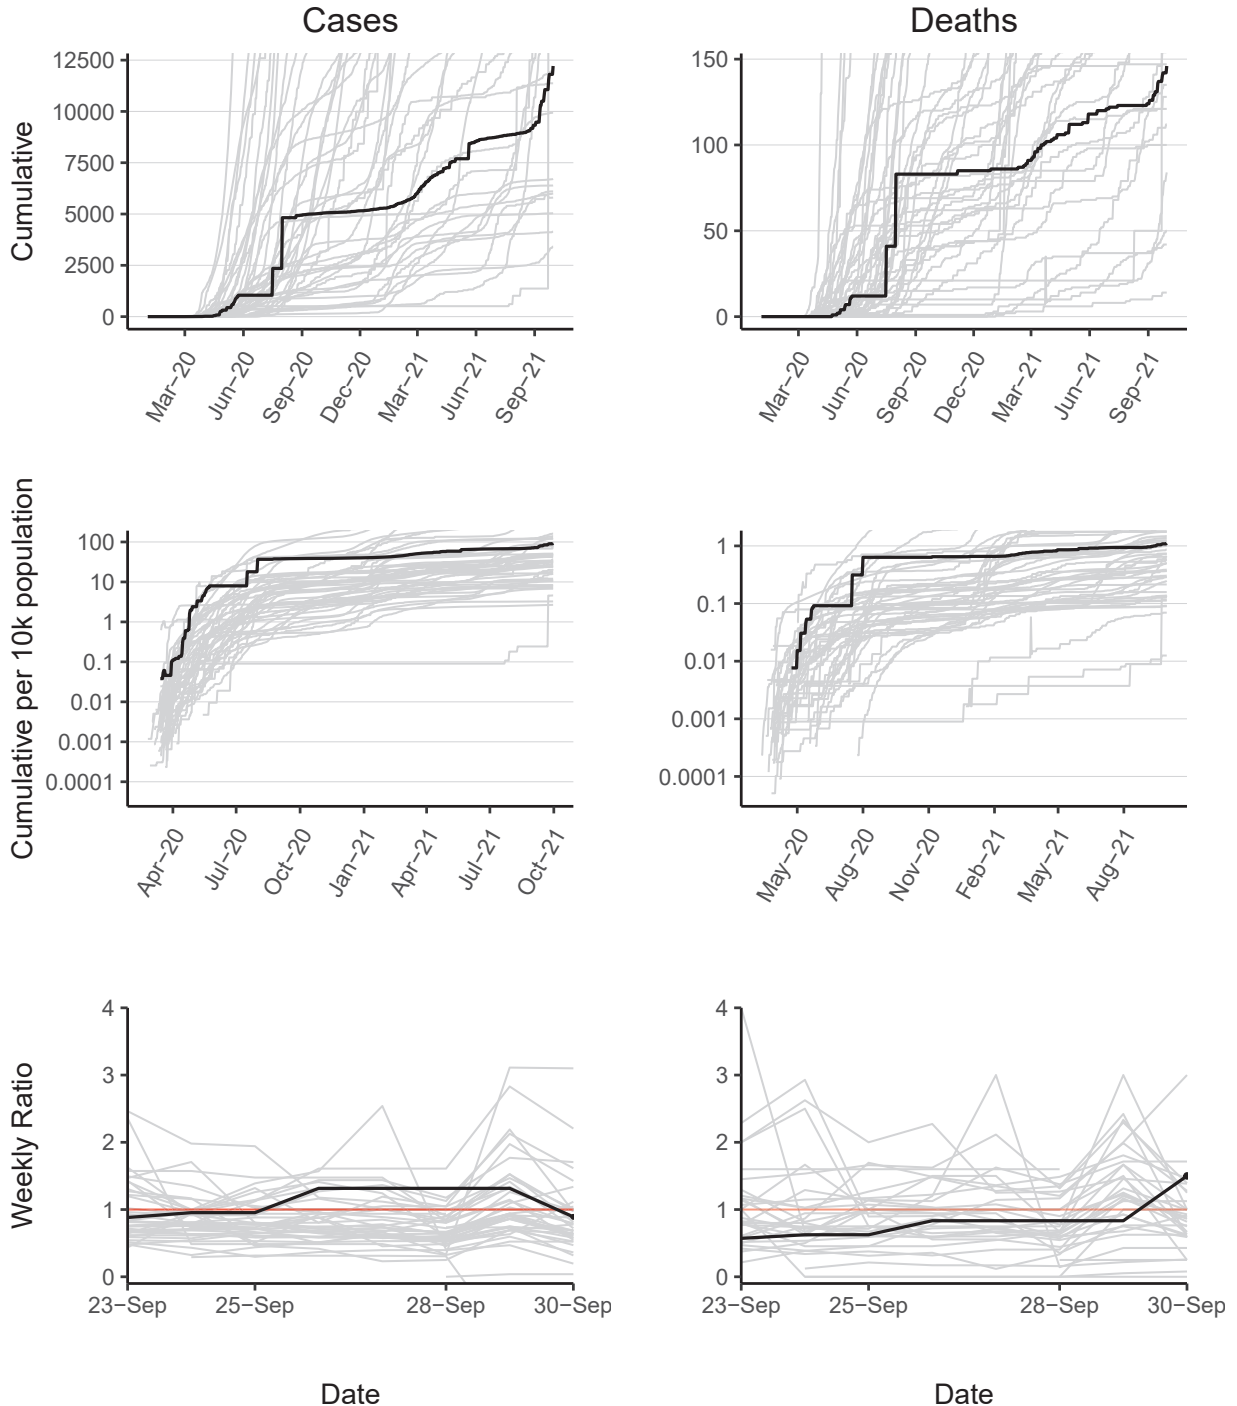 Cases
Deaths
Cumulative
12500
10000
7500
5000
2500
0
Mar−20
Jun−20
Sep−20
Dec−20
Mar−21
Jun−21
Sep−21
150
100
50
0
Mar−20
Jun−20
Sep−20
Dec−20
Mar−21
Jun−21
Sep−21
Cumulative per 10k population
100
10
1
0.1
0.01
0.001
0.0001
Apr−20
Jul−20
Oct−20
Jan−21
Apr−21
Jul−21
Oct−21
1
0.1
0.01
0.001
0.0001
May−20
Aug−20
Nov−20
Feb−21
May−21
Aug−21
Weekly Ratio
4
3
2
1
0
23−Sep
25−Sep
28−Sep
30−Sep
4
3
2
1
0
23−Sep
25−Sep
28−Sep
30−Sep
Date
Date